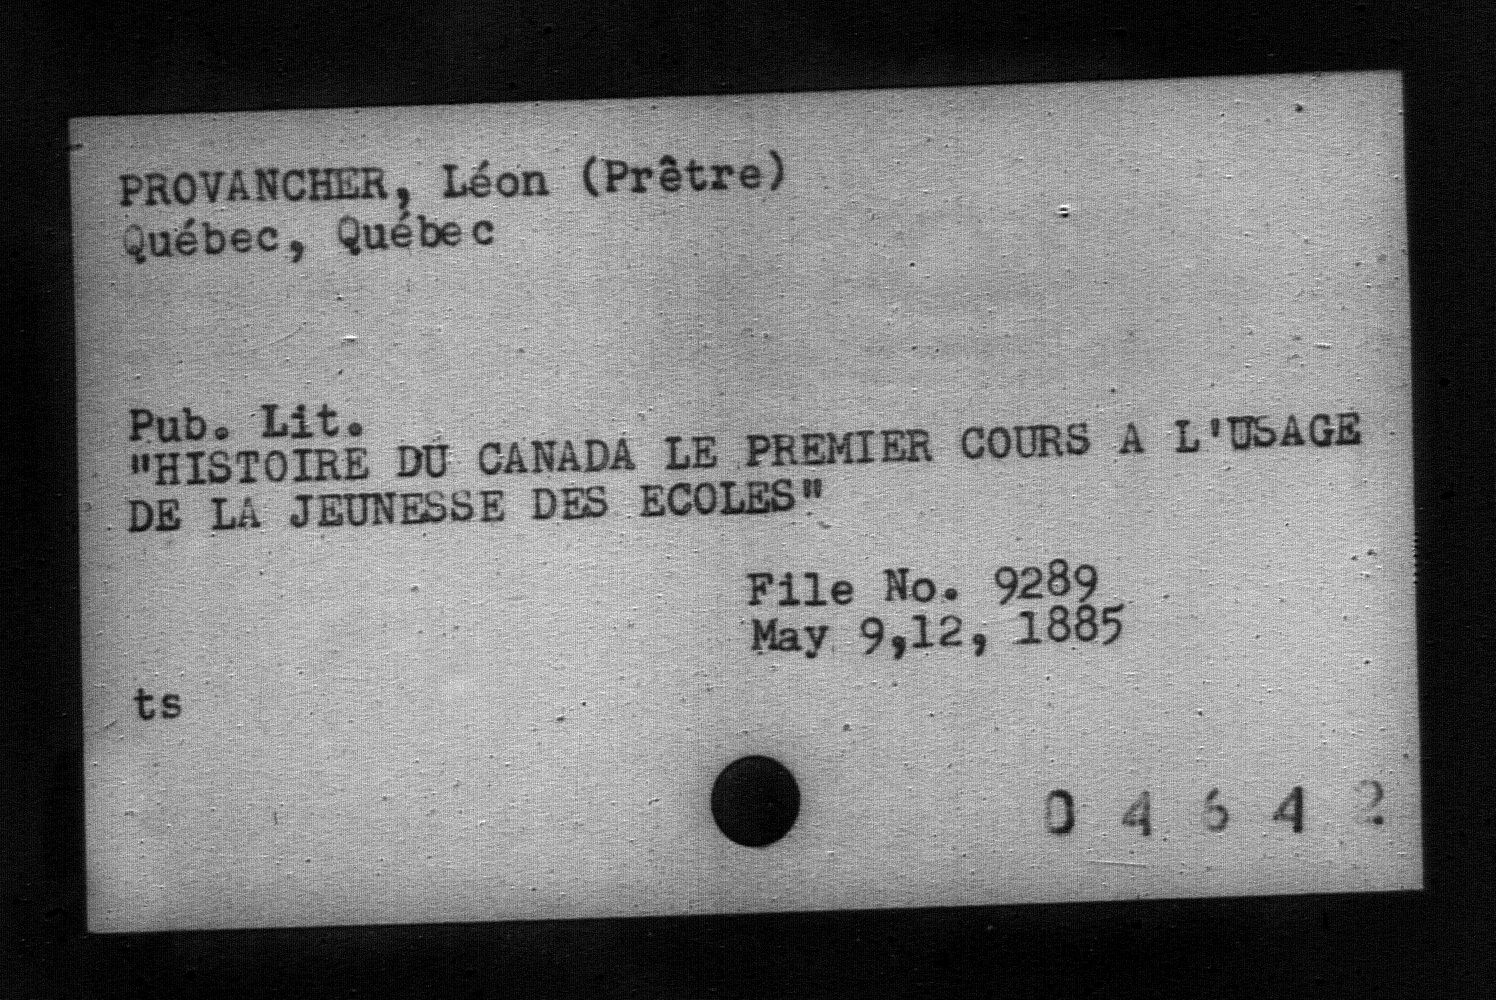 PROVANCHER, Léon (Prêtre)
Québec, Québec
Pub. Lit.
"HISTOIRE DU CANADA LE PREMIER COURS A L'USAGE
DE LA JEUNESSE DES ECOLES"
File No. 9289
May 9,12, 1885
ts
0 4 6 4 2